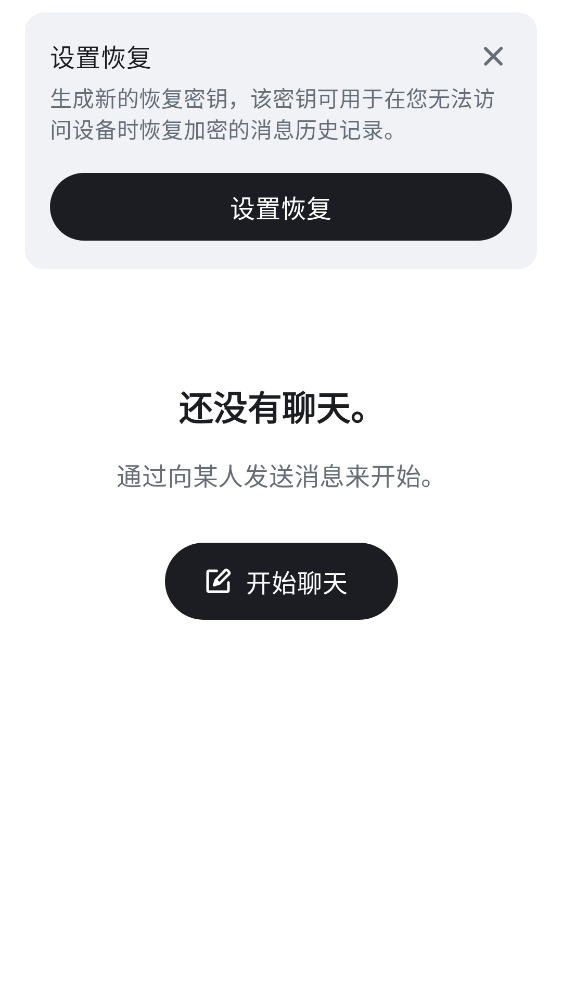 设置恢复
生成新的恢复密钥，该密钥可用于在您无法访
问设备时恢复加密的消息历史记录。
设置恢复
还没有聊天。
通过向某人发送消息来开始。
开始聊天